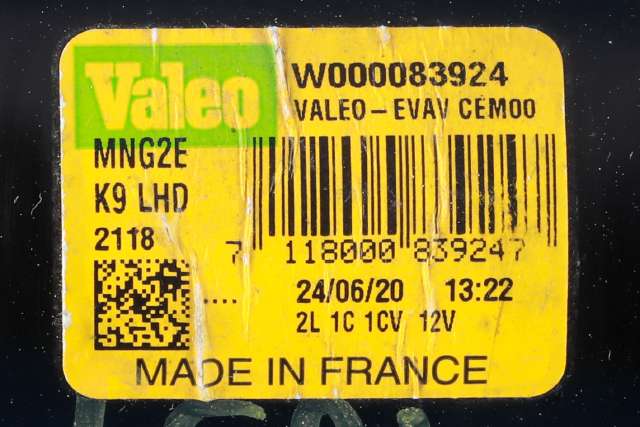 Valeo
W000083924
VALEO-EVAV CEM00
MNG2E
K9 LHD
2118
7 118000 839247
.... 24/06/20 13:22
2L 1C 1CV 12V
MADE IN FRANCE